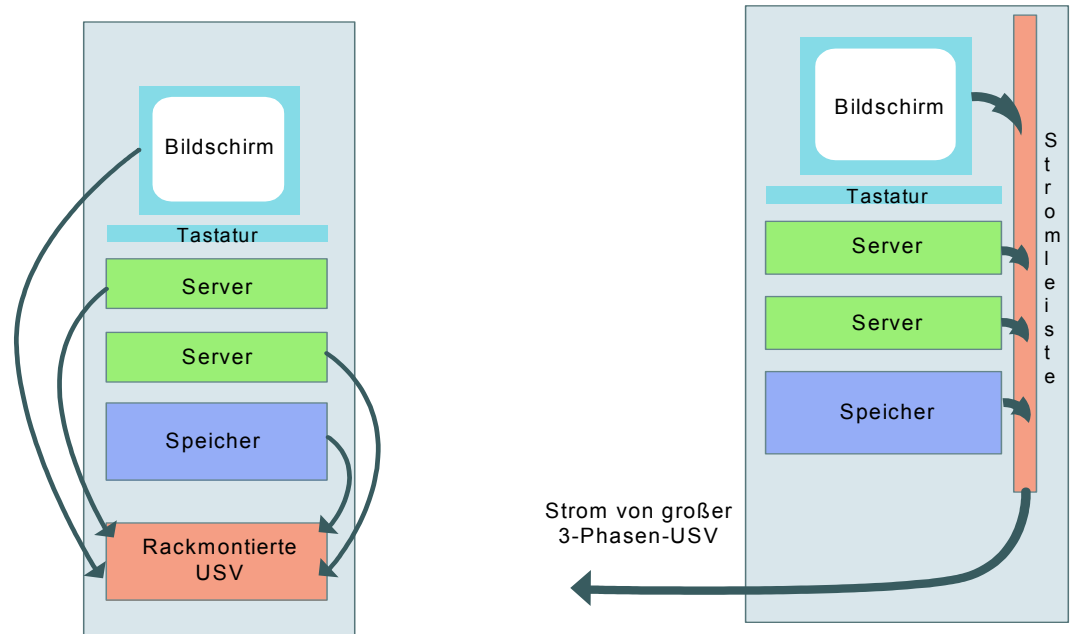 Bildschirm
Tastatur
Server
Server
Speicher
Rackmontierte
USV
Bildschirm
Tastatur
Server
Server
Speicher
Stromleiste
Strom von großer
3-Phasen-USV